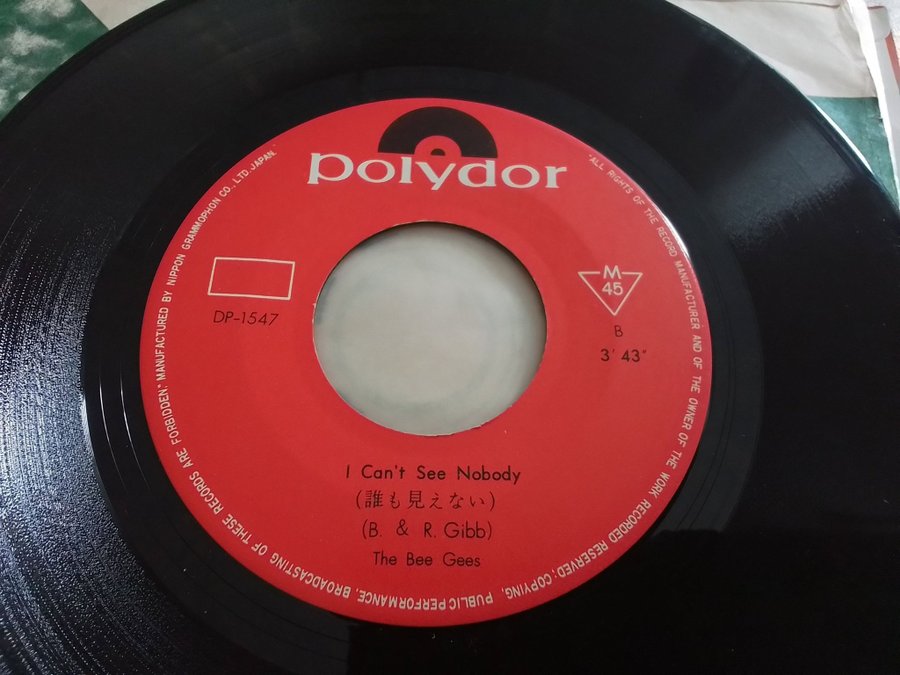 polydor
DP-1547
M
45
B
3' 43"
I Can't See Nobody
(誰も見えない)
(B. & R. Gibb)
The Bee Gees
"ALL RIGHTS OF THE RECORD MANUFACTURER AND OF THE OWNER OF THE WORK RECORDED RESERVED. COPYING, PUBLIC PERFORMANCE, BROADCASTING OF THESE RECORDS ARE FORBIDDEN." MANUFACTURED BY NIPPON GRAMMOPHON CO., LTD. JAPAN.